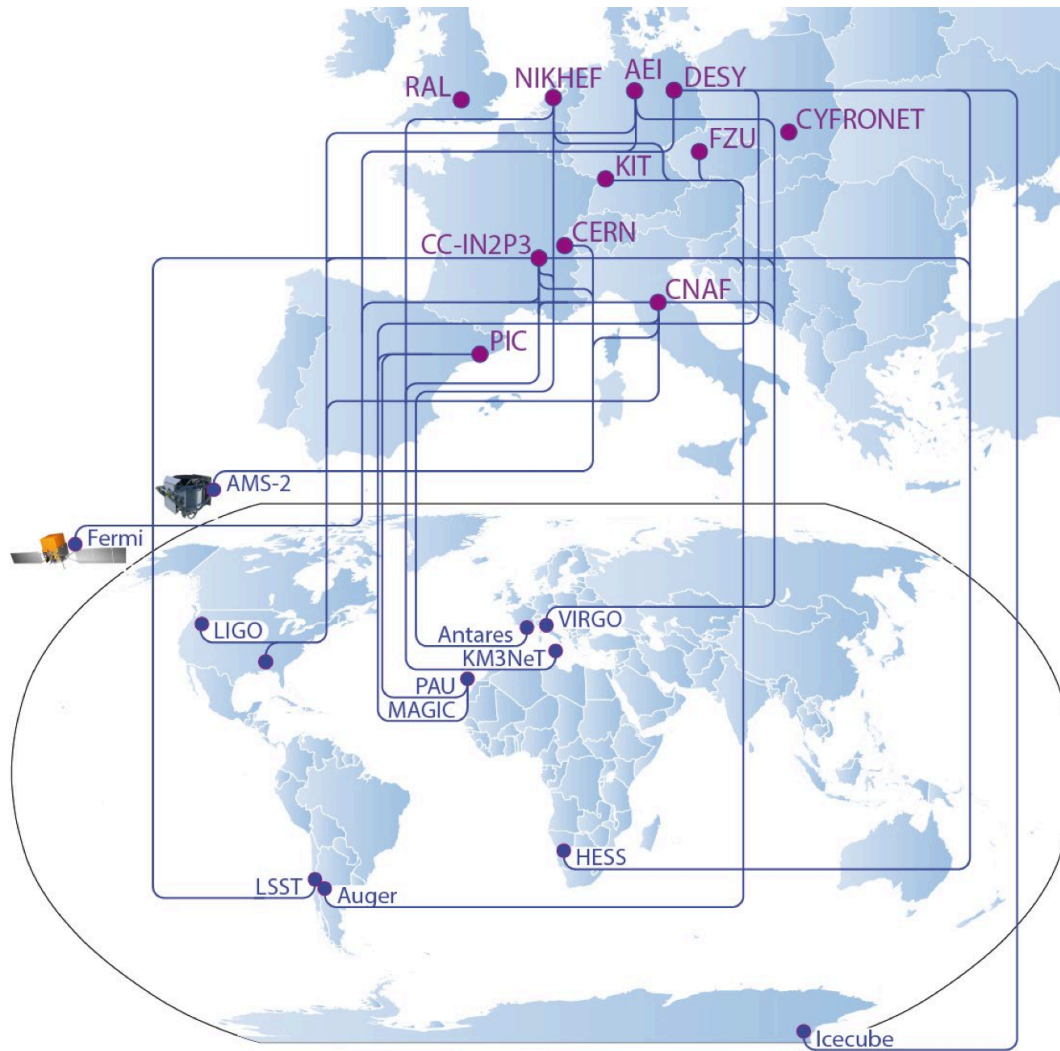 AEI
NIKHEF
DESY
RAL
CYFRONET
FZU
KIT
CERN
CC-IN2P3
CNAF
PIC
AMS-2
Fermi
LIGO
Antares
VIRGO
KM3NeT
PAU
MAGIC
HESS
LSST
Auger
Icecube